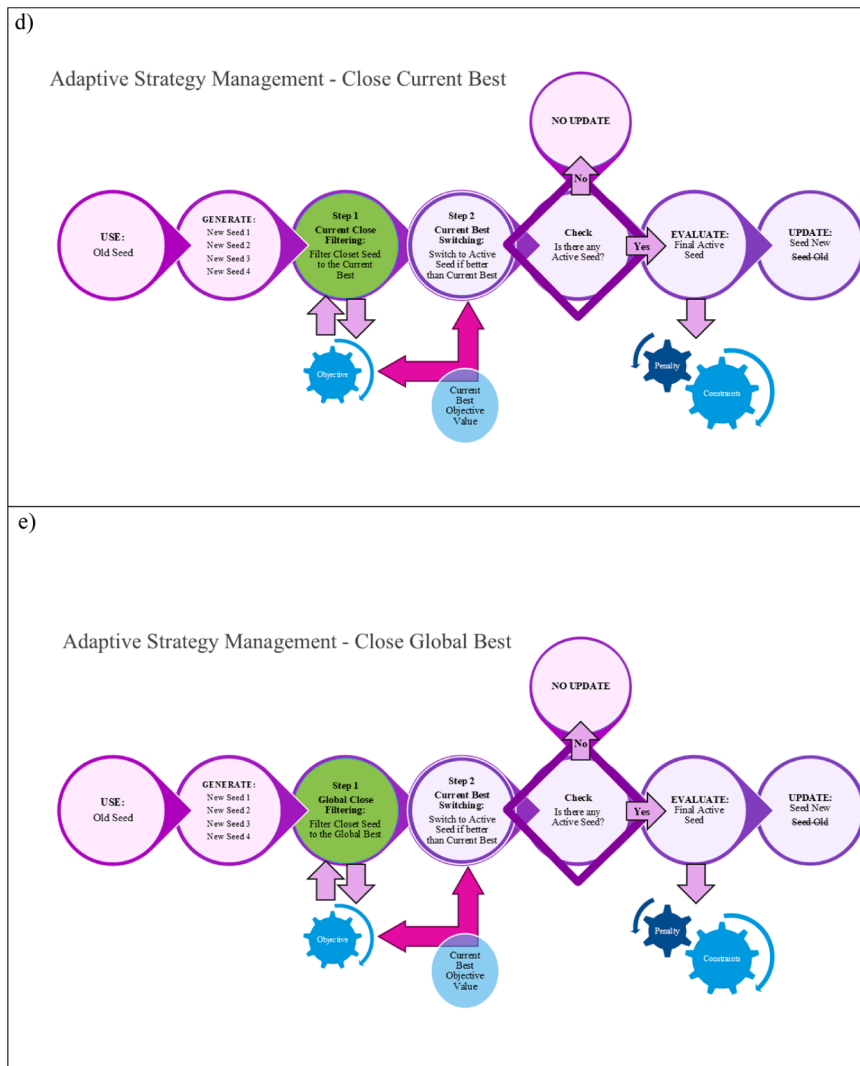 d)
Adaptive Strategy Management - Close Current Best
NO UPDATE
No
USE:
Old Seed
GENERATE:
New Seed 1
New Seed 2
New Seed 3
New Seed 4
Step 1
Current Close
Filtering:
Filter Closet Seed
to the Current
Best
Step 2
Current Best
Switching:
Switch to Active
Seed if better
than Current Best
Check
Is there any
Active Seed?
Yes
EVALUATE:
Final Active
Seed
UPDATE:
Seed New
Seed Old
Objective
Current
Best
Objective
Value
Penalty
Constraints
e)
Adaptive Strategy Management - Close Global Best
NO UPDATE
No
USE:
Old Seed
GENERATE:
New Seed 1
New Seed 2
New Seed 3
New Seed 4
Step 1
Global Close
Filtering:
Filter Closet Seed
to the Global Best
Step 2
Current Best
Switching:
Switch to Active
Seed if better
than Current Best
Check
Is there any
Active Seed?
Yes
EVALUATE:
Final Active
Seed
UPDATE:
Seed New
Seed Old
Objective
Current
Best
Objective
Value
Penalty
Constraints